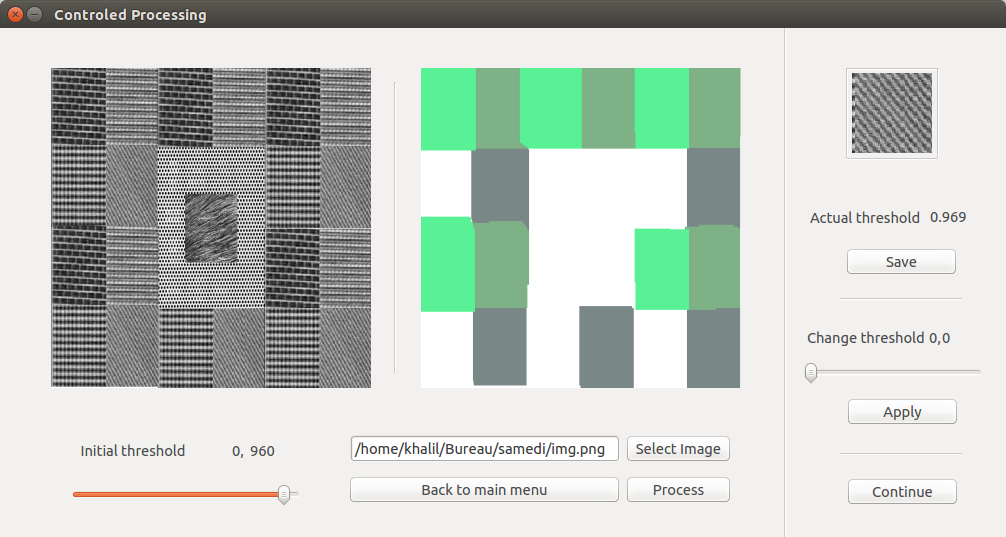 Controled Processing
Actual threshold 0.969
Save
Change threshold 0,0
Apply
Initial threshold 0, 960
/home/khalil/Bureau/samedi/img.png Select Image
Back to main menu Process
Continue